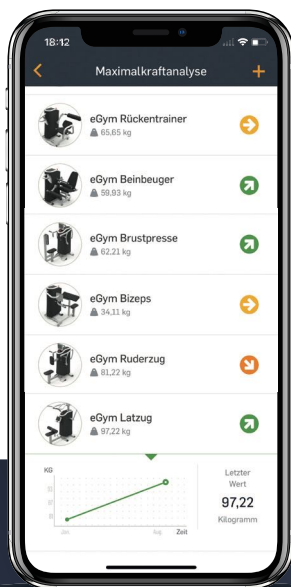 18:12
Maximalkraftanalyse
eGym Rückentrainer
65,65 kg
eGym Beinbeuger
59,93 kg
eGym Brustpresse
62,21 kg
eGym Bizeps
34,11 kg
eGym Ruderzug
81,22 kg
eGym Latzug
97,22 kg
KG
Jan
Aug
Zeit
Letzter
Wert
97,22
Kilogramm